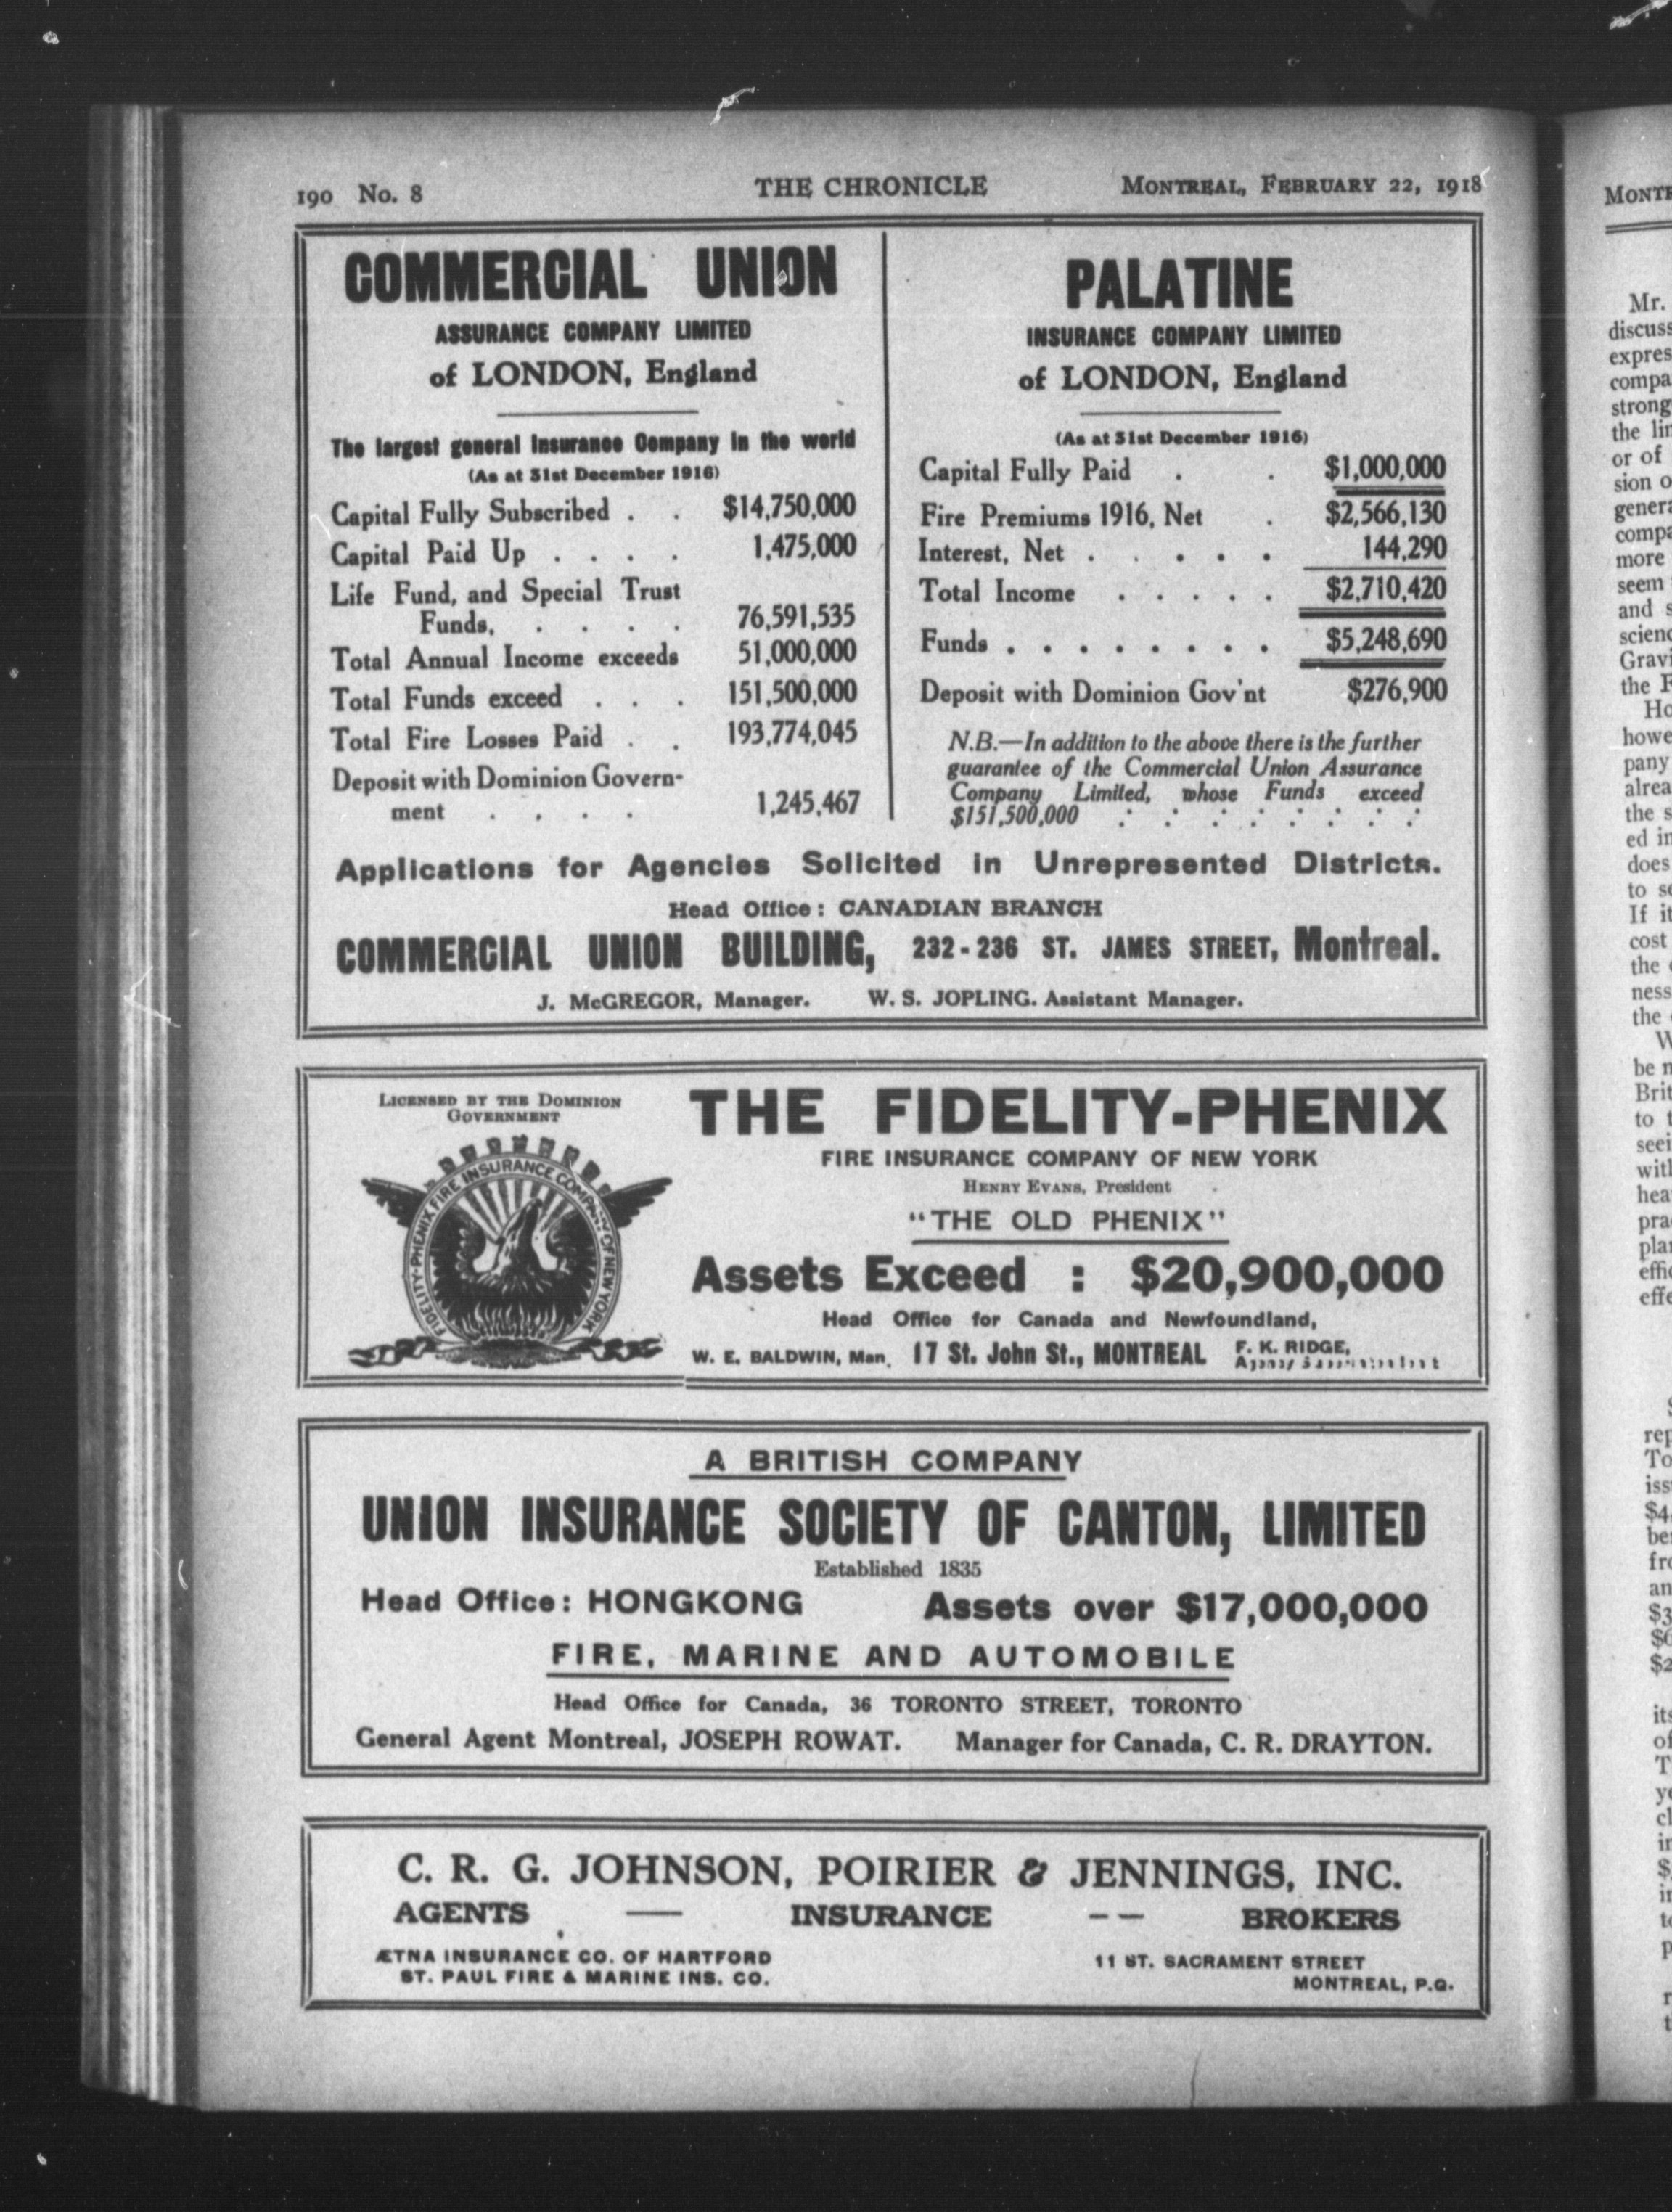 190 No. 8
THE CHRONICLE
MONTREAL, FEBRUARY 22, 1918
COMMERCIAL UNION
ASSURANCE COMPANY LIMITED
of LONDON, England
The largest general Insurance Company in the world
(As at 31st December 1916)
Capital Fully Subscribed . . $14,750,000
Capital Paid Up . . . . 1,475,000
Life Fund, and Special Trust
Funds, . . . . 76,591,535
Total Annual Income exceeds 51,000,000
Total Funds exceed . . . 151,500,000
Total Fire Losses Paid . . 193,774,045
Deposit with Dominion Govern-
ment . . . . 1,245,467
PALATINE
INSURANCE COMPANY LIMITED
of LONDON, England
(As at 31st December 1916)
Capital Fully Paid . . $1,000,000
Fire Premiums 1916, Net . $2,566,130
Interest, Net . . . . . 144,290
Total Income . . . . . $2,710,420
Funds . . . . . . . . $5,248,690
Deposit with Dominion Gov'nt $276,900
N.B.—In addition to the above there is the further
guarantee of the Commercial Union Assurance
Company Limited, whose Funds exceed
$151,500,000 : : : : : : : :
Applications for Agencies Solicited in Unrepresented Districts.
Head Office: CANADIAN BRANCH
COMMERCIAL UNION BUILDING, 232-236 ST. JAMES STREET, Montreal.
J. McGREGOR, Manager. W. S. JOPLING. Assistant Manager.
LICENSED BY THE DOMINION
GOVERNMENT
FIDELITY-PHENIX FIRE INSURANCE COMPANY OF NEW YORK
THE FIDELITY-PHENIX
FIRE INSURANCE COMPANY OF NEW YORK
HENRY EVANS, President
"THE OLD PHENIX"
Assets Exceed : $20,900,000
Head Office for Canada and Newfoundland,
W. E. BALDWIN, Man. 17 St. John St., MONTREAL F. K. RIDGE,
A BRITISH COMPANY
UNION INSURANCE SOCIETY OF CANTON, LIMITED
Established 1835
Head Office: HONGKONG Assets over $17,000,000
FIRE, MARINE AND AUTOMOBILE
Head Office for Canada, 36 TORONTO STREET, TORONTO
General Agent Montreal, JOSEPH ROWAT. Manager for Canada, C. R. DRAYTON.
C. R. G. JOHNSON, POIRIER & JENNINGS, INC.
AGENTS — INSURANCE -- BROKERS
ÆTNA INSURANCE CO. OF HARTFORD
ST. PAUL FIRE & MARINE INS. CO.
11 ST. SACRAMENT STREET
MONTREAL, P.Q.